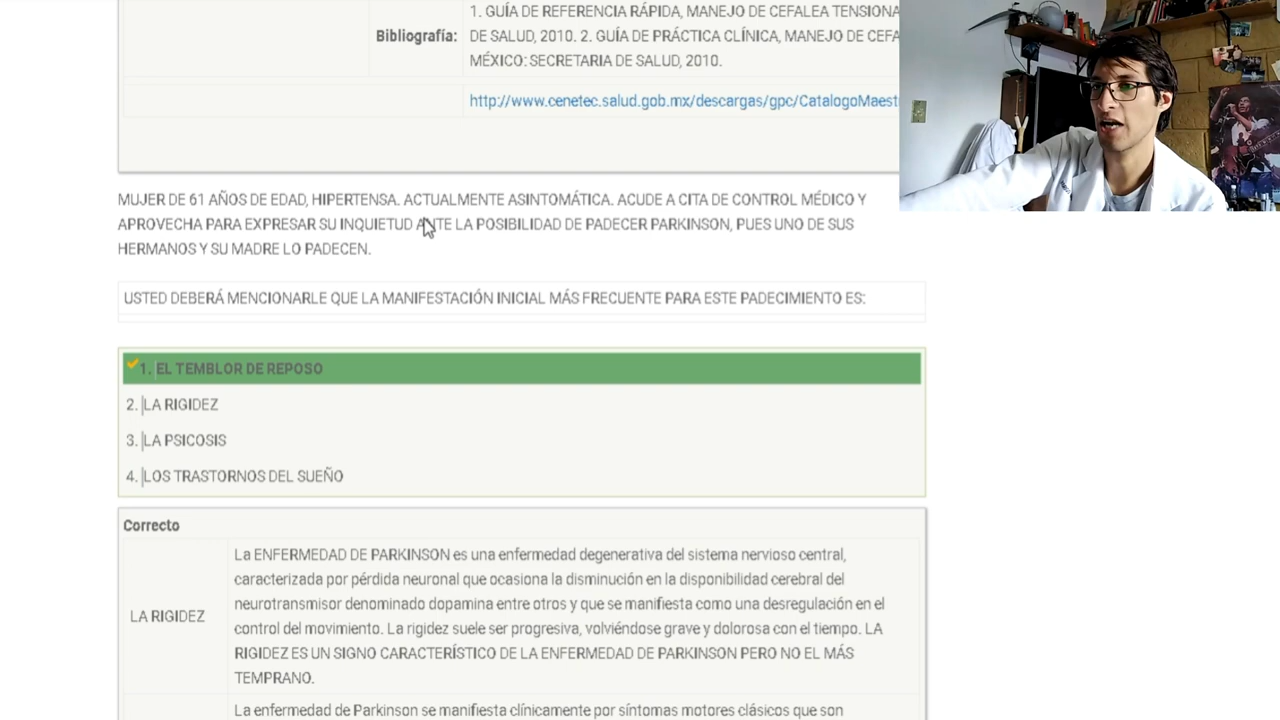 1. GUÍA DE REFERENCIA RÁPIDA, MANEJO DE CEFALEA TENSIONA
Bibliografía:
DE SALUD, 2010. 2. GUÍA DE PRÁCTICA CLÍNICA, MANEJO DE CEFA
MÉXICO: SECRETARIA DE SALUD, 2010.
http://www.cenetec.salud.gob.mx/descargas/gpc/CatalogoMaest
MUJER DE 61 AÑOS DE EDAD, HIPERTENSA. ACTUALMENTE ASINTOMÁTICA. ACUDE A CITA DE CONTROL MÉDICO Y
APROVECHA PARA EXPRESAR SU INQUIETUD ANTE LA POSIBILIDAD DE PADECER PARKINSON, PUES UNO DE SUS
HERMANOS Y SU MADRE LO PADECEN.
USTED DEBERÁ MENCIONARLE QUE LA MANIFESTACIÓN INICIAL MÁS FRECUENTE PARA ESTE PADECIMIENTO ES:
1. EL TEMBLOR DE REPOSO
2. LA RIGIDEZ
3. LA PSICOSIS
4. LOS TRASTORNOS DEL SUEÑO
Correcto
LA RIGIDEZ
La ENFERMEDAD DE PARKINSON es una enfermedad degenerativa del sistema nervioso central,
caracterizada por pérdida neuronal que ocasiona la disminución en la disponibilidad cerebral del
neurotransmisor denominado dopamina entre otros y que se manifiesta como una desregulación en el
control del movimiento. La rigidez suele ser progresiva, volviéndose grave y dolorosa con el tiempo. LA
RIGIDEZ ES UN SIGNO CARACTERÍSTICO DE LA ENFERMEDAD DE PARKINSON PERO NO EL MÁS
TEMPRANO.
La enfermedad de Parkinson se manifiesta clínicamente por síntomas motores clásicos que son